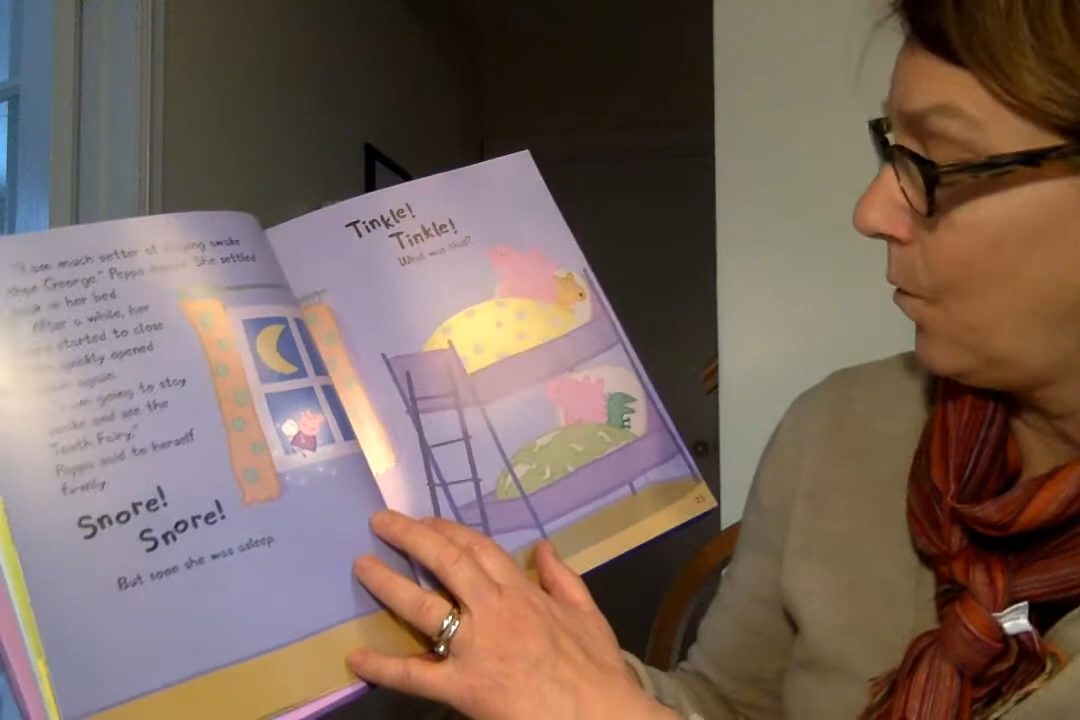 "I am much better at staying awake
than George," Peppa She settled
back in her bed.
After a while, her
started to close
quickly opened
again.
going to stay
awake and see the
Tooth Fairy,"
Peppa said to herself
firmly.
Snore!
Snore!
But soon she was asleep.
Tinkle!
Tinkle!
What was that?
25